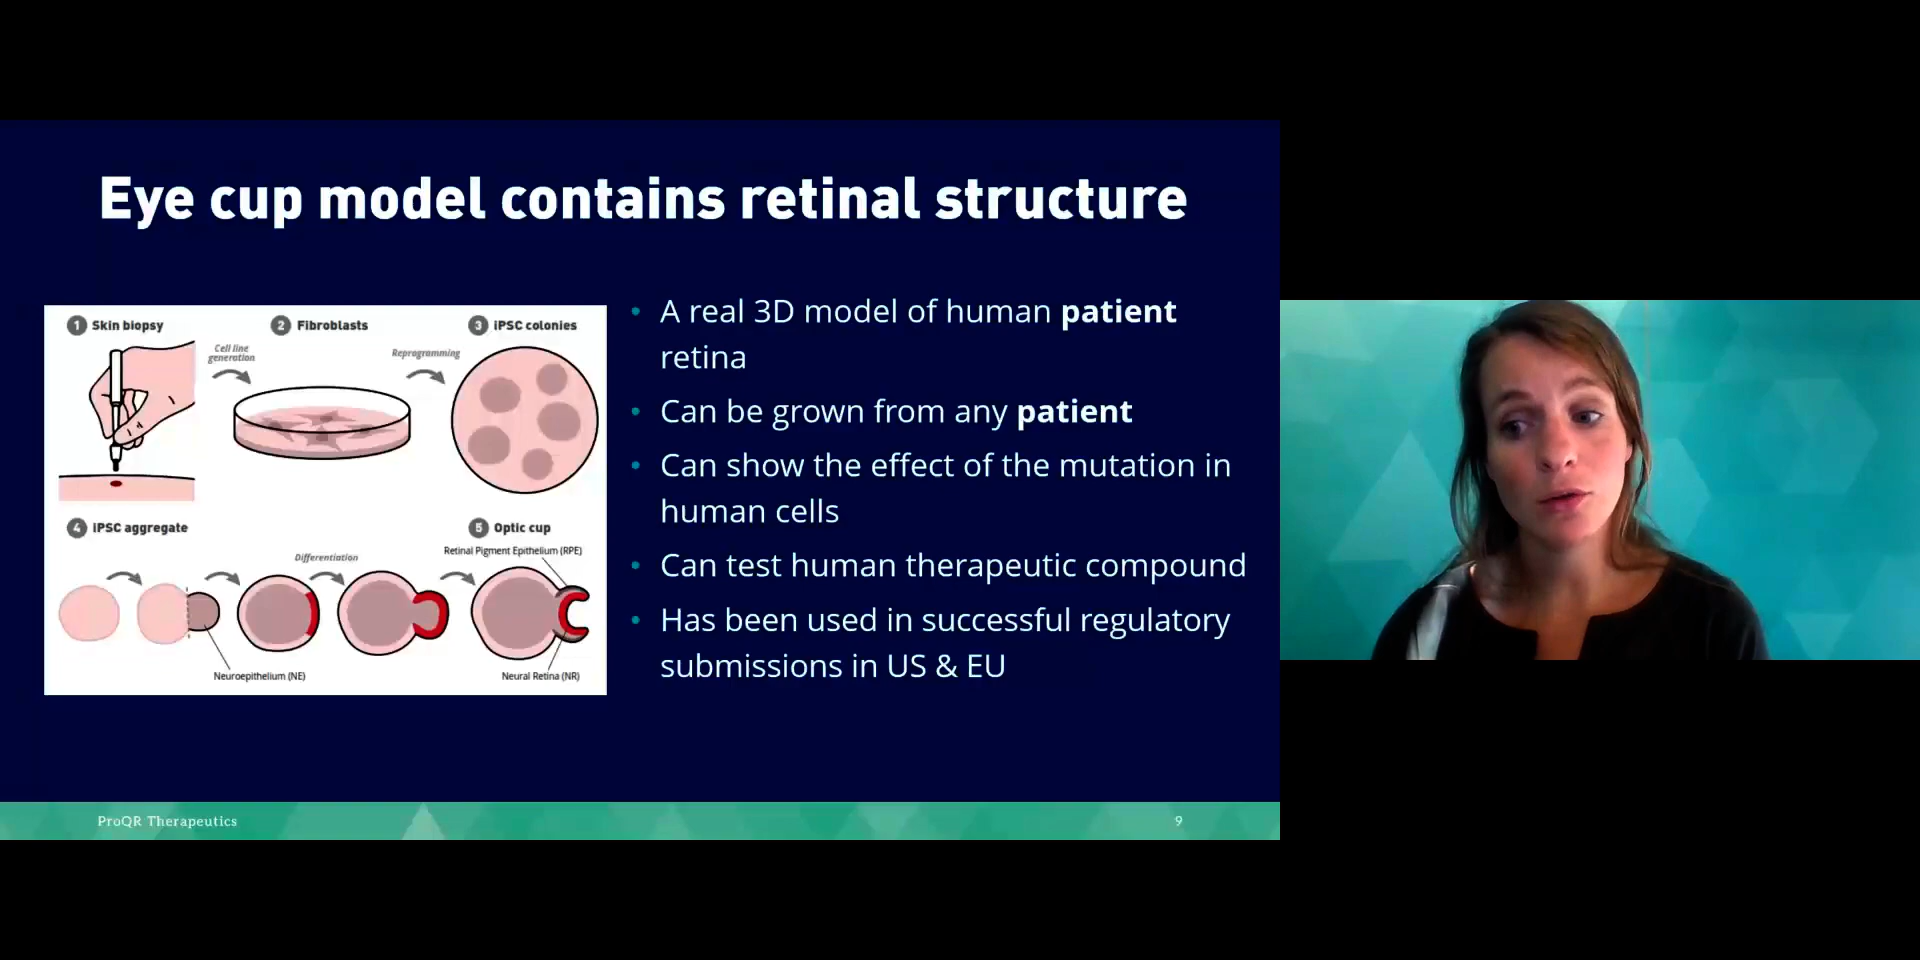 Eye cup model contains retinal structure
1 Skin biopsy
2 Fibroblasts
3 iPSC colonies
Cell line
generation
Reprogramming
4 iPSC aggregate
5 Optic cup
Differentiation
Retinal Pigment Epithelium (RPE)
Neuroepithelium (NE)
Neural Retina (NR)
• A real 3D model of human patient
retina
• Can be grown from any patient
• Can show the effect of the mutation in
human cells
• Can test human therapeutic compound
• Has been used in successful regulatory
submissions in US & EU
ProQR Therapeutics
9